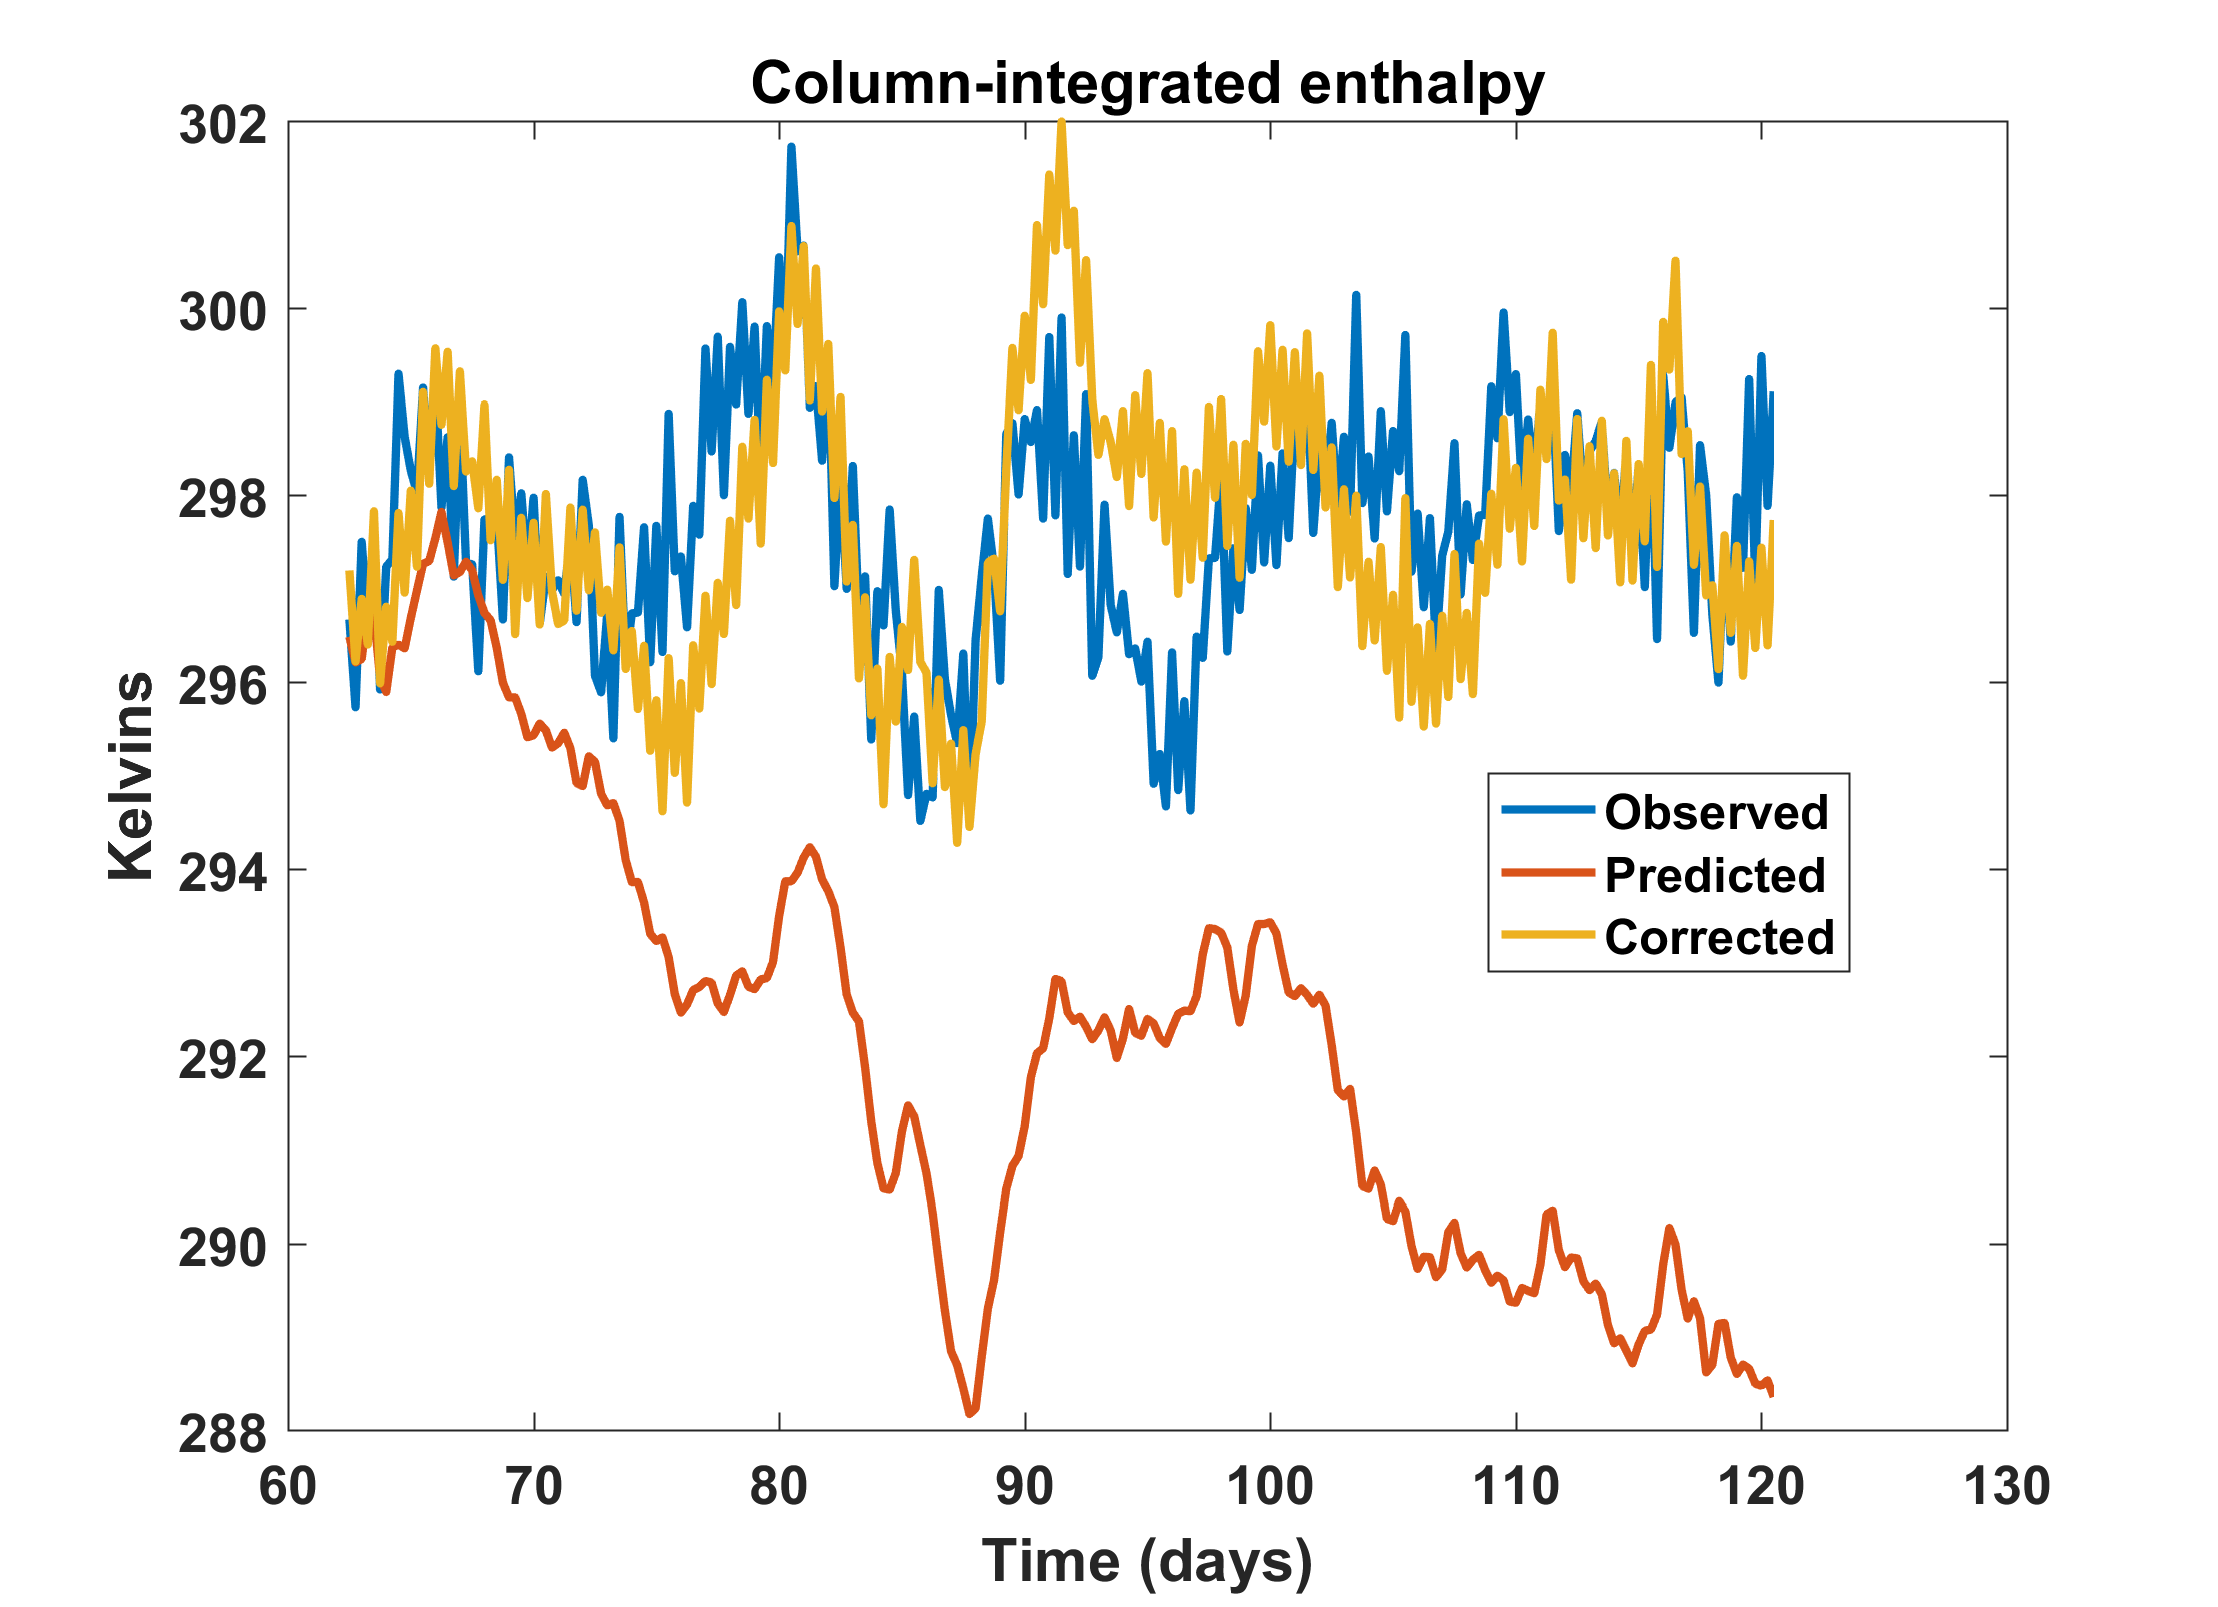 Column-integrated enthalpy
302
300
298
296
294
292
290
288
Kelvins
Observed
Predicted
Corrected
60 70 80 90 100 110 120 130
Time (days)